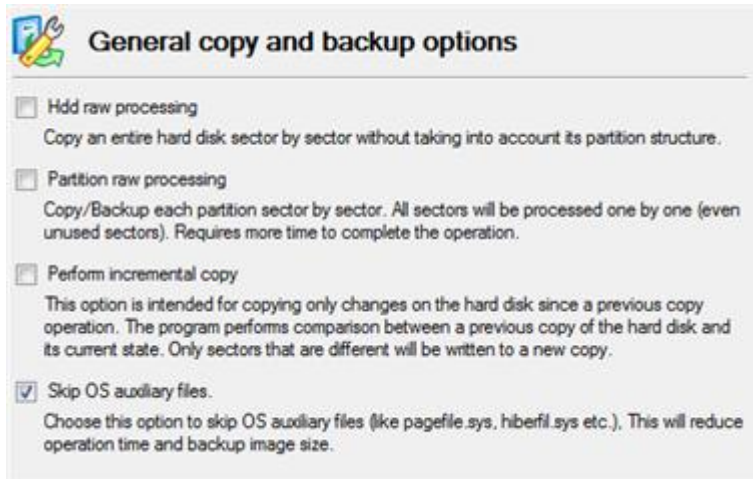 General copy and backup options
Hdd raw processing
Copy an entire hard disk sector by sector without taking into account its partition structure.
Partition raw processing
Copy/Backup each partition sector by sector. All sectors will be processed one by one (even
unused sectors). Requires more time to complete the operation.
Perform incremental copy
This option is intended for copying only changes on the hard disk since a previous copy
operation. The program performs comparison between a previous copy of the hard disk and
its current state. Only sectors that are different will be written to a new copy.
Skip OS auxiliary files.
Choose this option to skip OS auxiliary files (like pagefile.sys, hiberfil.sys etc.), This will reduce
operation time and backup image size.